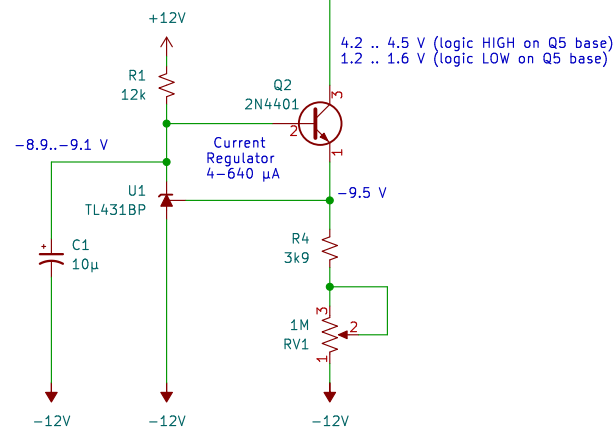 +12V
4.2 .. 4.5 V (logic HIGH on Q5 base)
1.2 .. 1.6 V (logic LOW on Q5 base)
R1
12k
Q2
2N4401
3
2
1
-8.9..-9.1 V
Current
Regulator
4-640 µA
U1
TL431BP
-9.5 V
+
C1
10µ
R4
3k9
3
1M
RV1
2
1
-12V
-12V
-12V